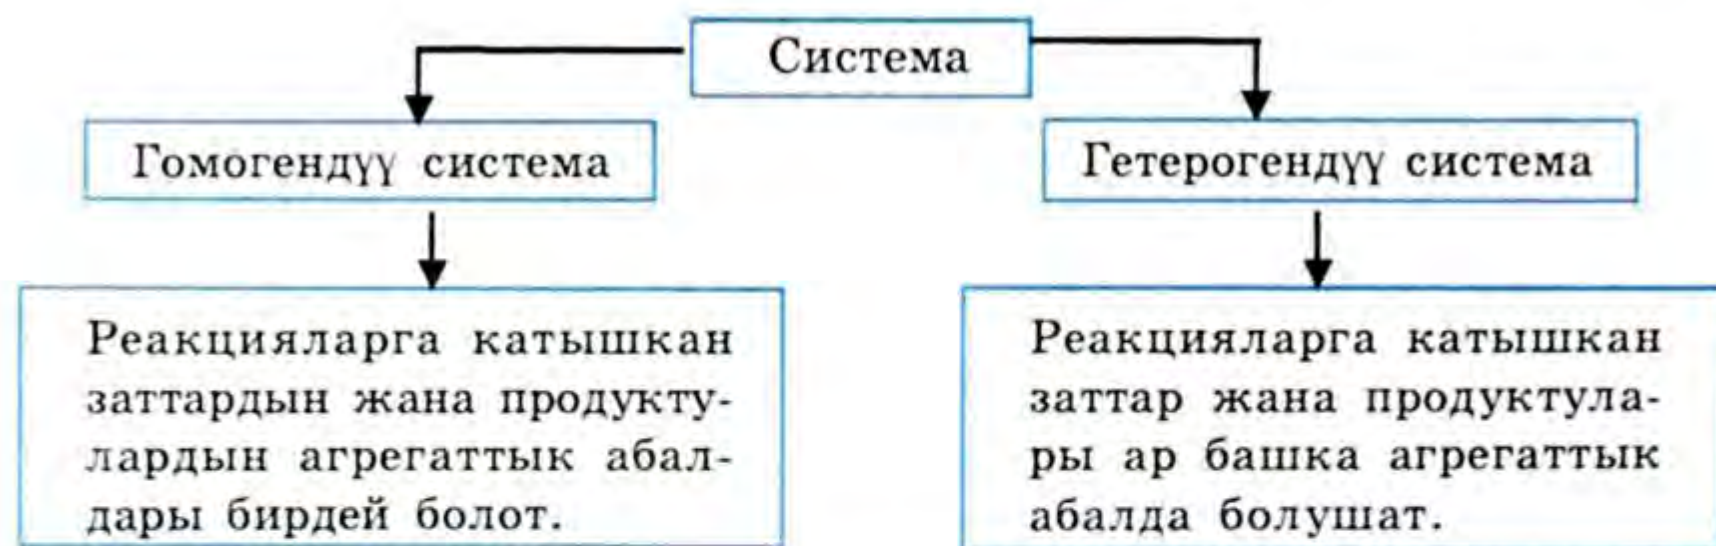 Система
Гомогендүү система
Гетерогендүү система
Реакцияларга катышкан
заттардын жана продукту-
лардын агрегаттык абал-
дары бирдей болот.
Реакцияларга катышкан
заттар жана продуктула-
ры ар башка агрегаттык
абалда болушат.